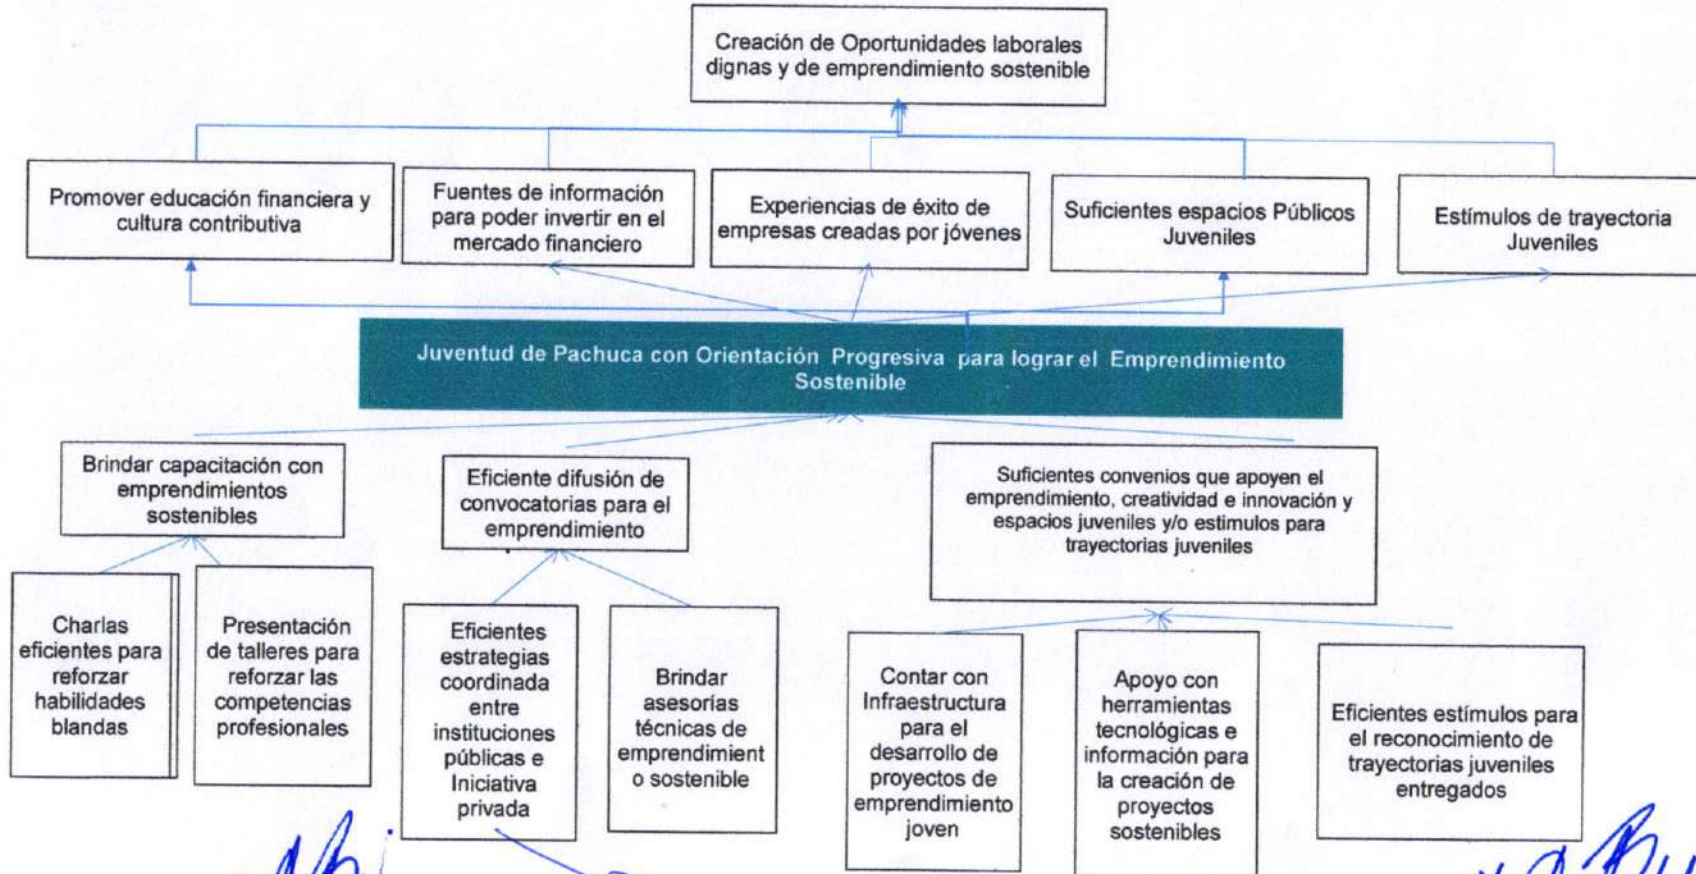 Creación de Oportunidades laborales
dignas y de emprendimiento sostenible
Promover educación financiera y
cultura contributiva
Fuentes de información
para poder invertir en el
mercado financiero
Experiencias de éxito de
empresas creadas por jóvenes
Suficientes espacios Públicos
Juveniles
Estímulos de trayectoria
Juveniles
Juventud de Pachuca con Orientación Progresiva para lograr el Emprendimiento
Sostenible
Brindar capacitación con
emprendimientos
sostenibles
Eficiente difusión de
convocatorias para el
emprendimiento
Suficientes convenios que apoyen el
emprendimiento, creatividad e innovación y
espacios juveniles y/o estimulos para
trayectorias juveniles
Charlas
eficientes para
reforzar
habilidades
blandas
Presentación
de talleres para
reforzar las
competencias
profesionales
Eficientes
estrategias
coordinada
entre
instituciones
públicas e
Iniciativa
privada
Brindar
asesorías
técnicas de
emprendimient
o sostenible
Contar con
Infraestructura
para el
desarrollo de
proyectos de
emprendimiento
joven
Apoyo con
herramientas
tecnológicas e
información para
la creación de
proyectos
sostenibles
Eficientes estímulos para
el reconocimiento de
trayectorias juveniles
entregados